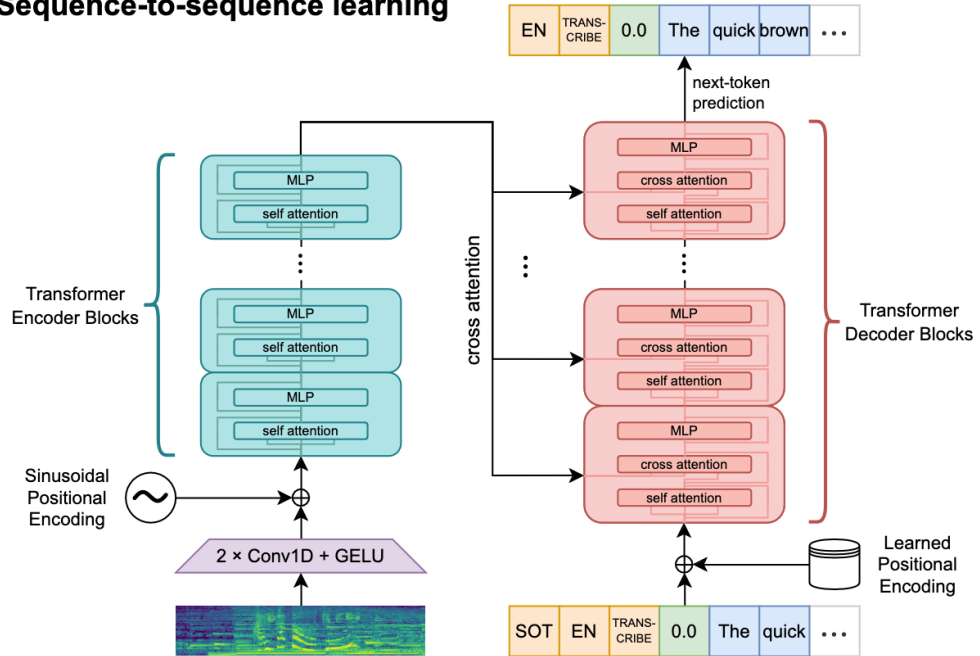 Sequence-to-sequence learning
EN TRANS-CRIBE 0.0 The quick brown ...
next-token
prediction
MLP
cross attention
self attention
MLP
self attention
cross attention
Transformer
Encoder Blocks
MLP
self attention
MLP
self attention
MLP
cross attention
self attention
MLP
cross attention
self attention
Transformer
Decoder Blocks
Sinusoidal
Positional
Encoding
2 × Conv1D + GELU
Learned
Positional
Encoding
SOT EN TRANS-CRIBE 0.0 The quick ...